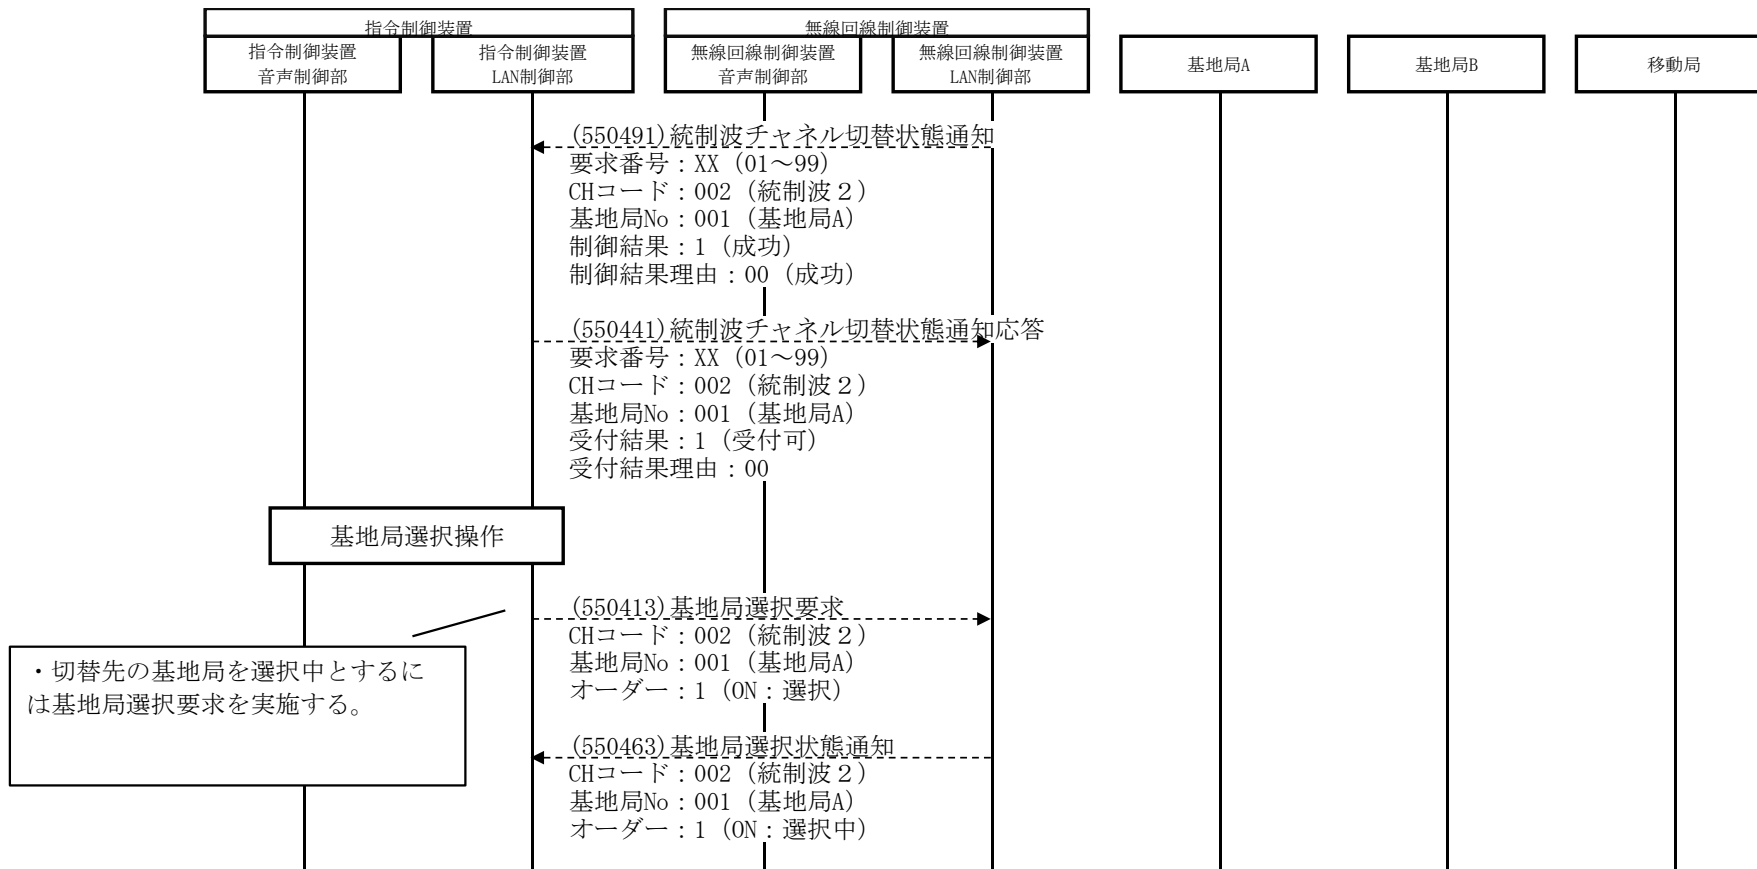 指令制御装置
無線回線制御装置
指令制御装置
音声制御部
指令制御装置
LAN制御部
無線回線制御装置
音声制御部
無線回線制御装置
LAN制御部
基地局A
基地局B
移動局
(550491)統制波チャネル切替状態通知
要求番号：XX（01～99）
CHコード：002（統制波２）
基地局No：001（基地局A）
制御結果：1（成功）
制御結果理由：00（成功）
(550441)統制波チャネル切替状態通知応答
要求番号：XX（01～99）
CHコード：002（統制波２）
基地局No：001（基地局A）
受付結果：1（受付可）
受付結果理由：00
基地局選択操作
(550413)基地局選択要求
CHコード：002（統制波２）
基地局No：001（基地局A）
オーダー：1（ON：選択）
・切替先の基地局を選択中とするに
は基地局選択要求を実施する。
(550463)基地局選択状態通知
CHコード：002（統制波２）
基地局No：001（基地局A）
オーダー：1（ON：選択中）